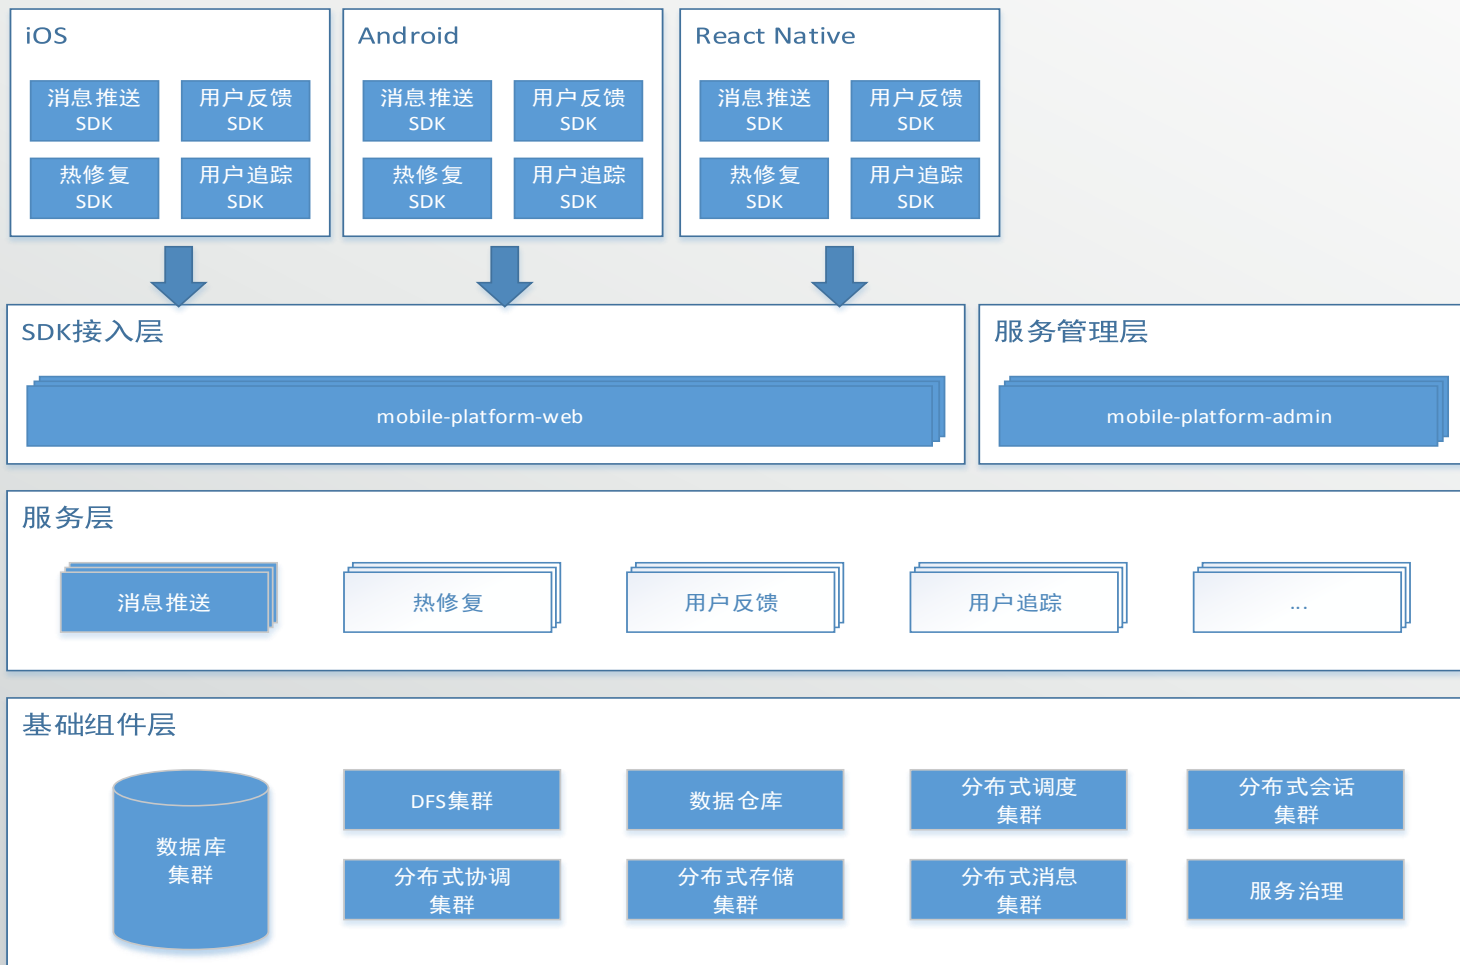 iOS
消息推送
SDK
用户反馈
SDK
热修复
SDK
用户追踪
SDK
Android
消息推送
SDK
用户反馈
SDK
热修复
SDK
用户追踪
SDK
React Native
消息推送
SDK
用户反馈
SDK
热修复
SDK
用户追踪
SDK
SDK接入层
mobile-platform-web
服务管理层
mobile-platform-admin
服务层
消息推送
热修复
用户反馈
用户追踪
...
基础组件层
数据库
集群
DFS集群
数据仓库
分布式调度
集群
分布式会话
集群
分布式协调
集群
分布式存储
集群
分布式消息
集群
服务治理